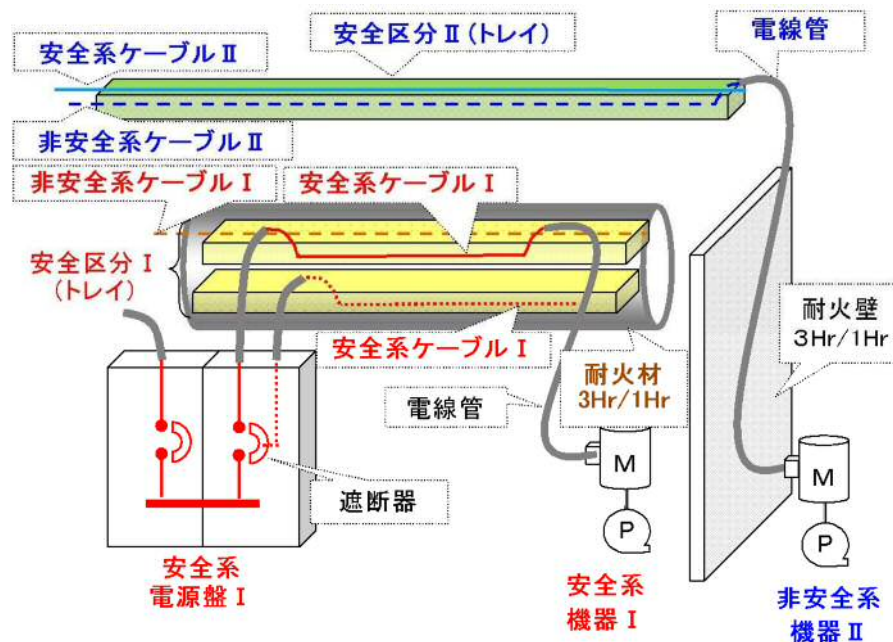 安全系ケーブルⅡ
安全区分Ⅱ(トレイ)
電線管
非安全系ケーブルⅡ
非安全系ケーブルⅠ
安全系ケーブルⅠ
安全区分Ⅰ
(トレイ)
安全系ケーブルⅠ
耐火壁
3Hr/1Hr
耐火材
3Hr/1Hr
電線管
M
M
遮断器
P
P
安全系
電源盤Ⅰ
安全系
機器Ⅰ
非安全系
機器Ⅱ